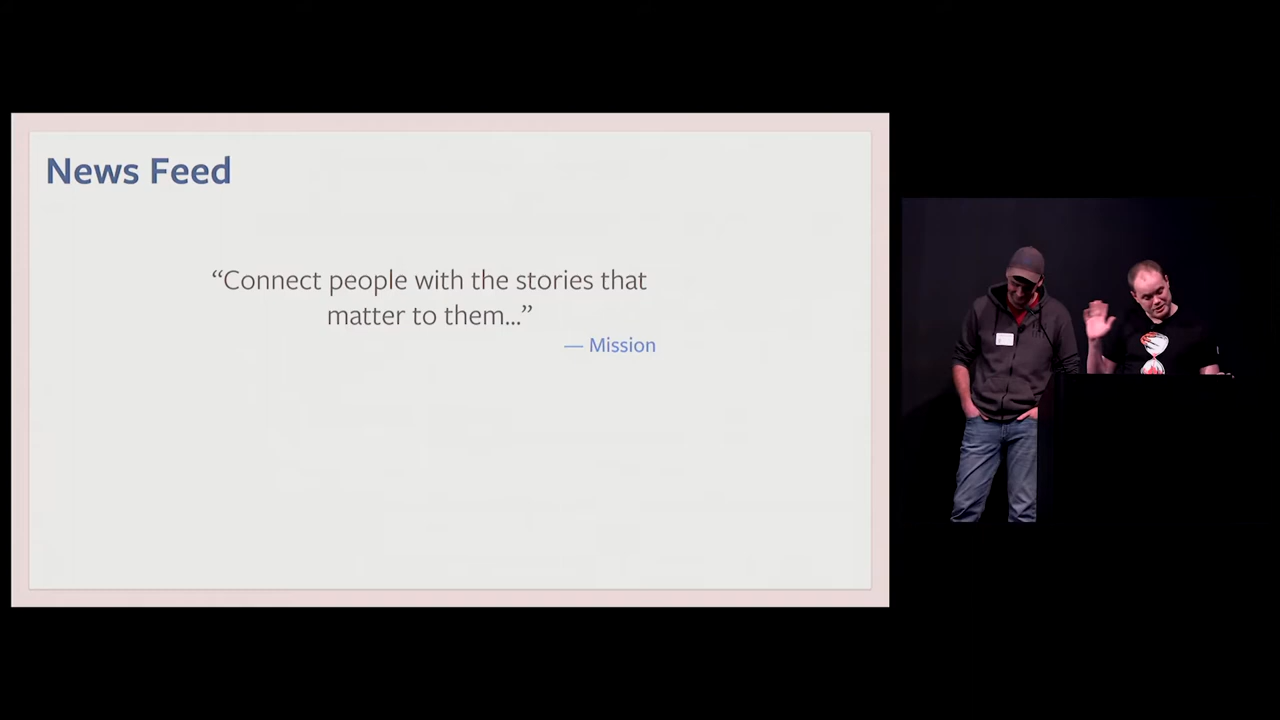 News Feed
“Connect people with the stories that
matter to them...”
— Mission